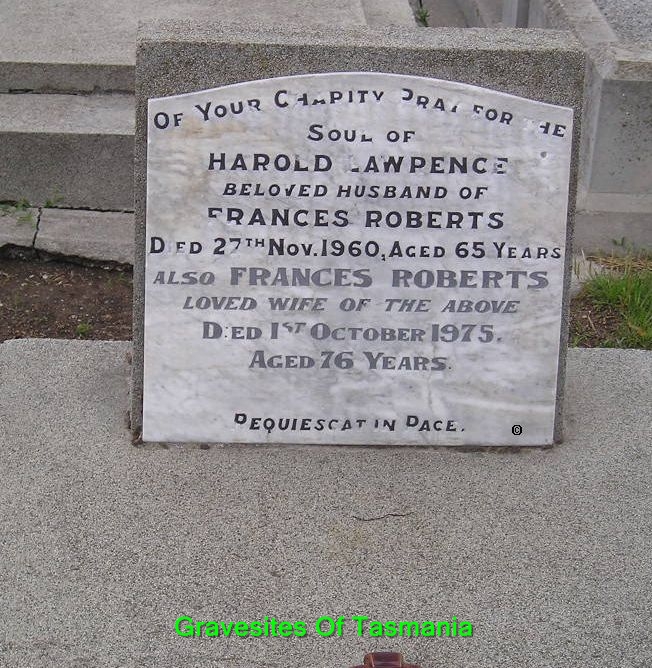 OF YOUR CHARITY PRAY FOR THE
SOUL OF
HAROLD LAWRENCE
BELOVED HUSBAND OF
FRANCES ROBERTS
DIED 27TH NOV. 1960, AGED 65 YEARS
ALSO FRANCES ROBERTS
LOVED WIFE OF THE ABOVE
DIED 1ST OCTOBER 1975.
AGED 76 YEARS.
REQUIESCAT IN PACE.
©
Gravesites Of Tasmania